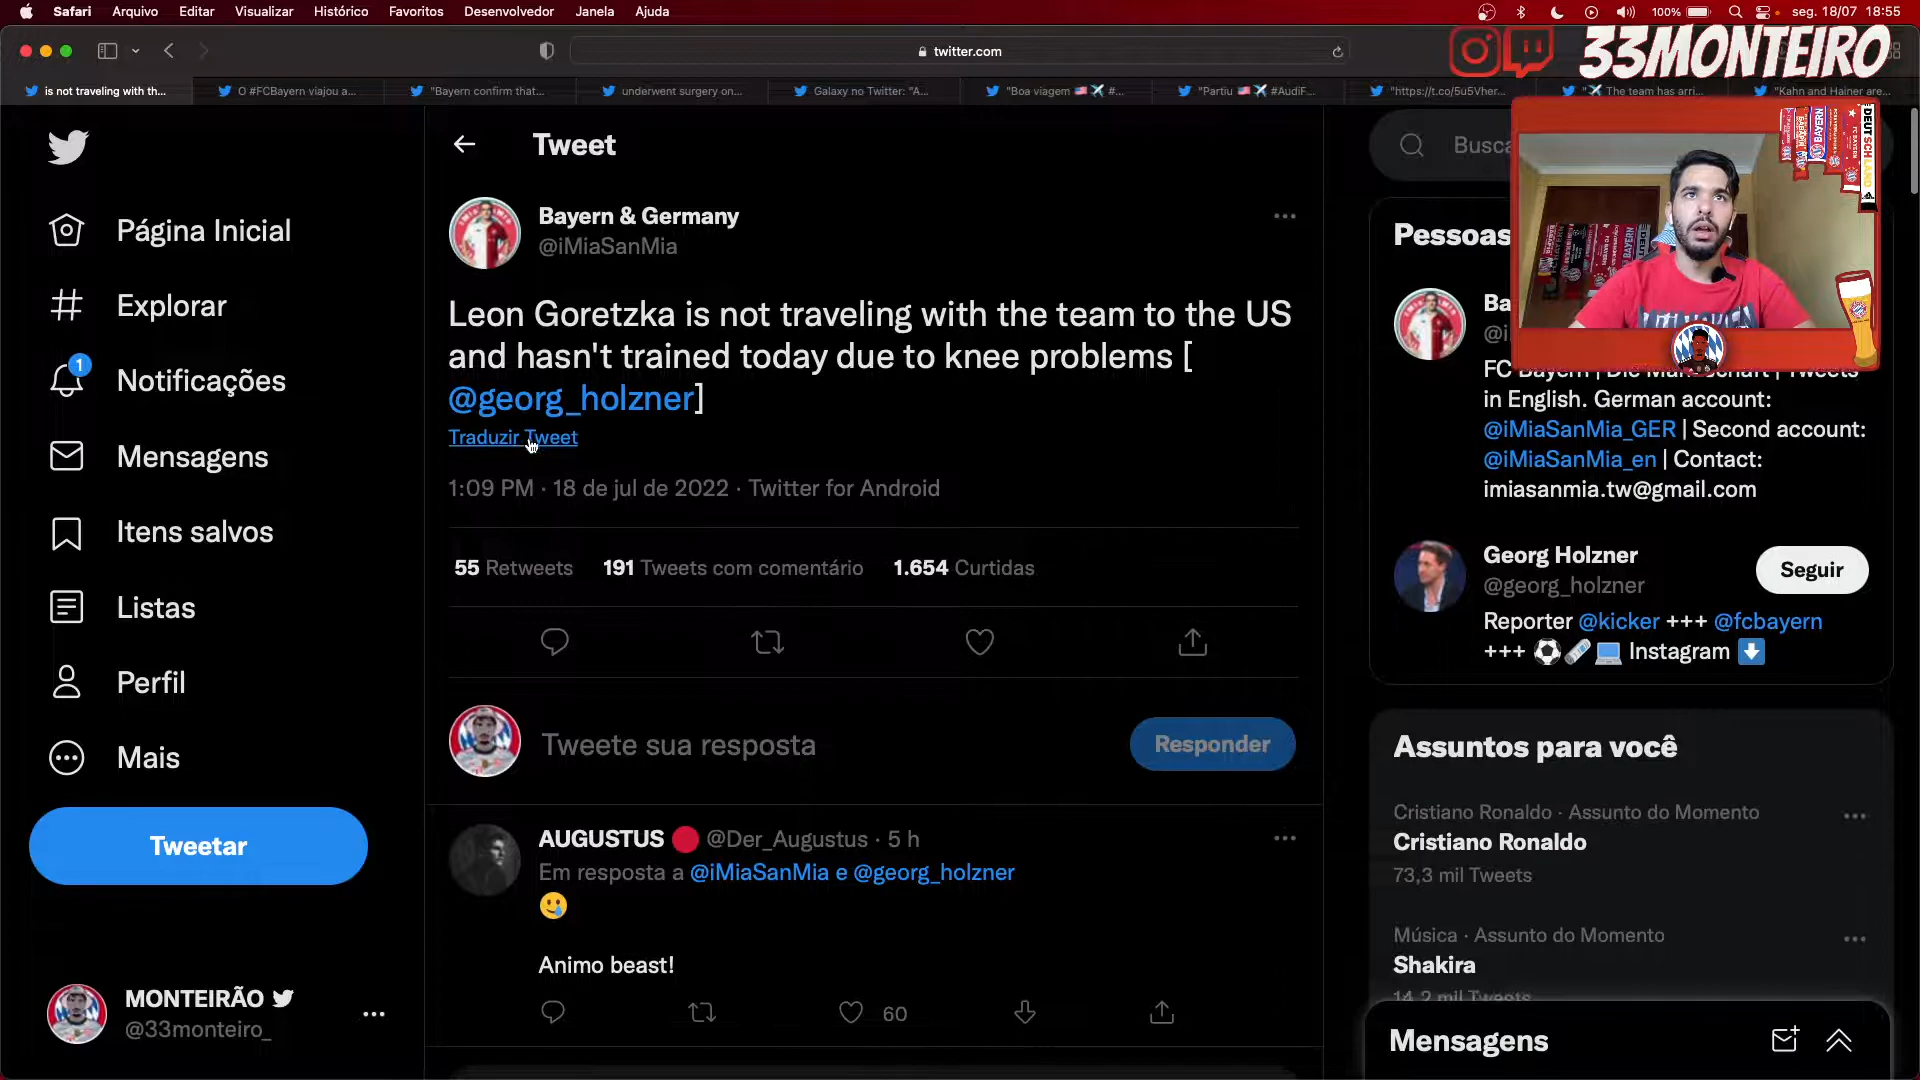 Safari Arquivo Editar Visualizar Histórico Favoritos Desenvolvedor Janela Ajuda 100% seg. 18/07 18:55
twitter.com
33MONTEIRO
is not traveling with th... O #FCBayern viajou a... "Bayern confirm that... underwent surgery on... Galaxy no Twitter: "A... "Boa viagem 🇺🇸✈️ #... "Partiu 🇺🇸✈️ #AudiF... "https://t.co/5u5Vher... "✈️ The team has arri... "Kahn and Hainer are...
Página Inicial
Explorar
1
Notificações
Mensagens
Itens salvos
Listas
Perfil
Mais
Tweetar
MONTEIRÃO
@33monteiro_
Tweet
Bayern & Germany
@iMiaSanMia
Leon Goretzka is not traveling with the team to the US
and hasn't trained today due to knee problems [
@georg_holzner]
Traduzir Tweet
1:09 PM · 18 de jul de 2022 · Twitter for Android
55 Retweets 191 Tweets com comentário 1.654 Curtidas
Tweete sua resposta
Responder
AUGUSTUS 🔴 @Der_Augustus · 5 h
Em resposta a @iMiaSanMia e @georg_holzner
🥲
Animo beast!
60
DEUTSCHLAND
BAYERN
in English. German account:
@iMiaSanMia_GER | Second account:
@iMiaSanMia_en | Contact:
imiasanmia.tw@gmail.com
Georg Holzner
@georg_holzner
Seguir
Reporter @kicker +++ @fcbayern
+++ ⚽🗞️💻 Instagram ⬇️
Assuntos para você
Cristiano Ronaldo · Assunto do Momento
Cristiano Ronaldo
73,3 mil Tweets
Música · Assunto do Momento
Shakira
14,2 mil Tweets
Mensagens